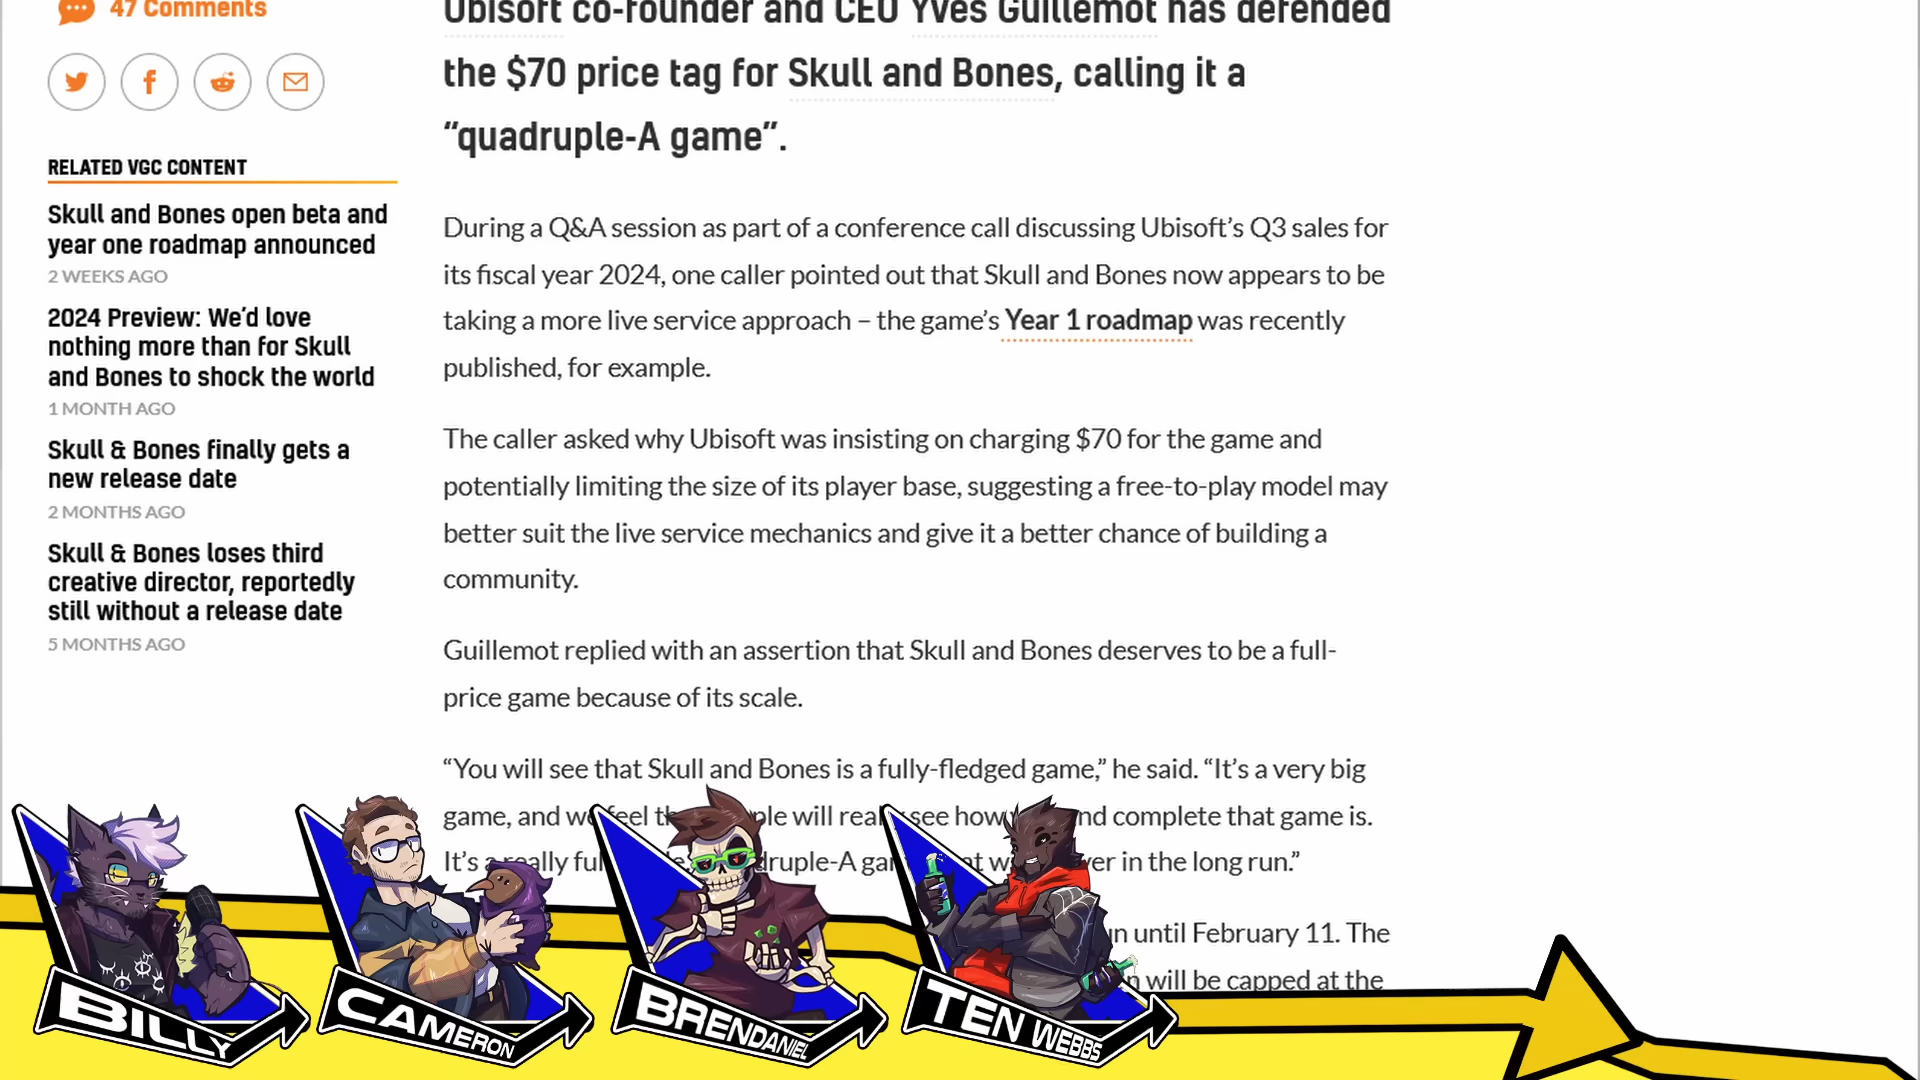 47 Comments
RELATED VGC CONTENT
Skull and Bones open beta and
year one roadmap announced
2 WEEKS AGO
2024 Preview: We’d love
nothing more than for Skull
and Bones to shock the world
1 MONTH AGO
Skull & Bones finally gets a
new release date
2 MONTHS AGO
Skull & Bones loses third
creative director, reportedly
still without a release date
5 MONTHS AGO
Ubisoft co-founder and CEO Yves Guillemot has defended
the $70 price tag for Skull and Bones, calling it a
“quadruple-A game”.
During a Q&A session as part of a conference call discussing Ubisoft’s Q3 sales for
its fiscal year 2024, one caller pointed out that Skull and Bones now appears to be
taking a more live service approach – the game’s Year 1 roadmap was recently
published, for example.
The caller asked why Ubisoft was insisting on charging $70 for the game and
potentially limiting the size of its player base, suggesting a free-to-play model may
better suit the live service mechanics and give it a better chance of building a
community.
Guillemot replied with an assertion that Skull and Bones deserves to be a full-
price game because of its scale.
“You will see that Skull and Bones is a fully-fledged game,” he said. “It’s a very big
game, and we feel will really see how complete that game is.
It’s a really in the long run.”
until February 11. The
will be capped at the
BILLY
CAMERON
BRENDANIEL
TEN WEBBS